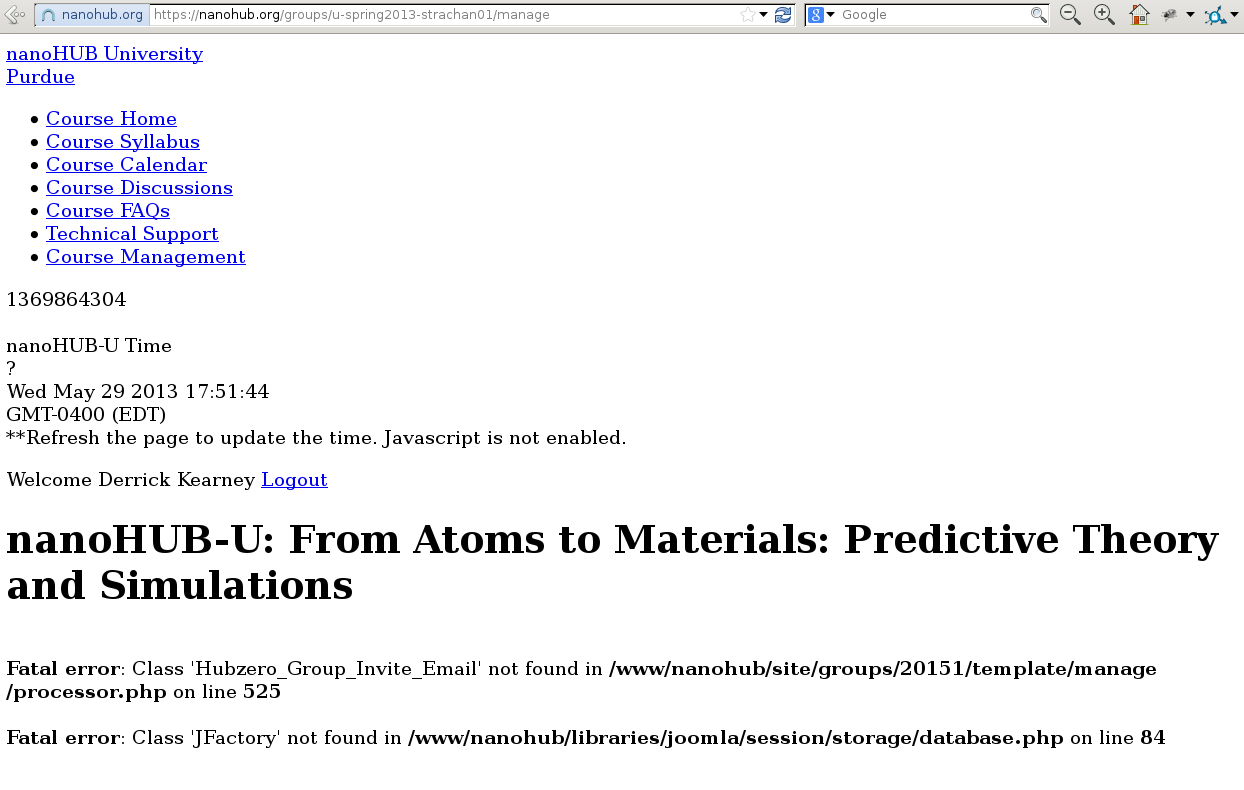 nanohub.org https://nanohub.org/groups/u-spring2013-strachan01/manage Google
nanoHUB University
Purdue
Course Home
Course Syllabus
Course Calendar
Course Discussions
Course FAQs
Technical Support
Course Management
1369864304
nanoHUB-U Time
?
Wed May 29 2013 17:51:44
GMT-0400 (EDT)
**Refresh the page to update the time. Javascript is not enabled.
Welcome Derrick Kearney Logout
nanoHUB-U: From Atoms to Materials: Predictive Theory
and Simulations
Fatal error: Class 'Hubzero_Group_Invite_Email' not found in /www/nanohub/site/groups/20151/template/manage
/processor.php on line 525
Fatal error: Class 'JFactory' not found in /www/nanohub/libraries/joomla/session/storage/database.php on line 84